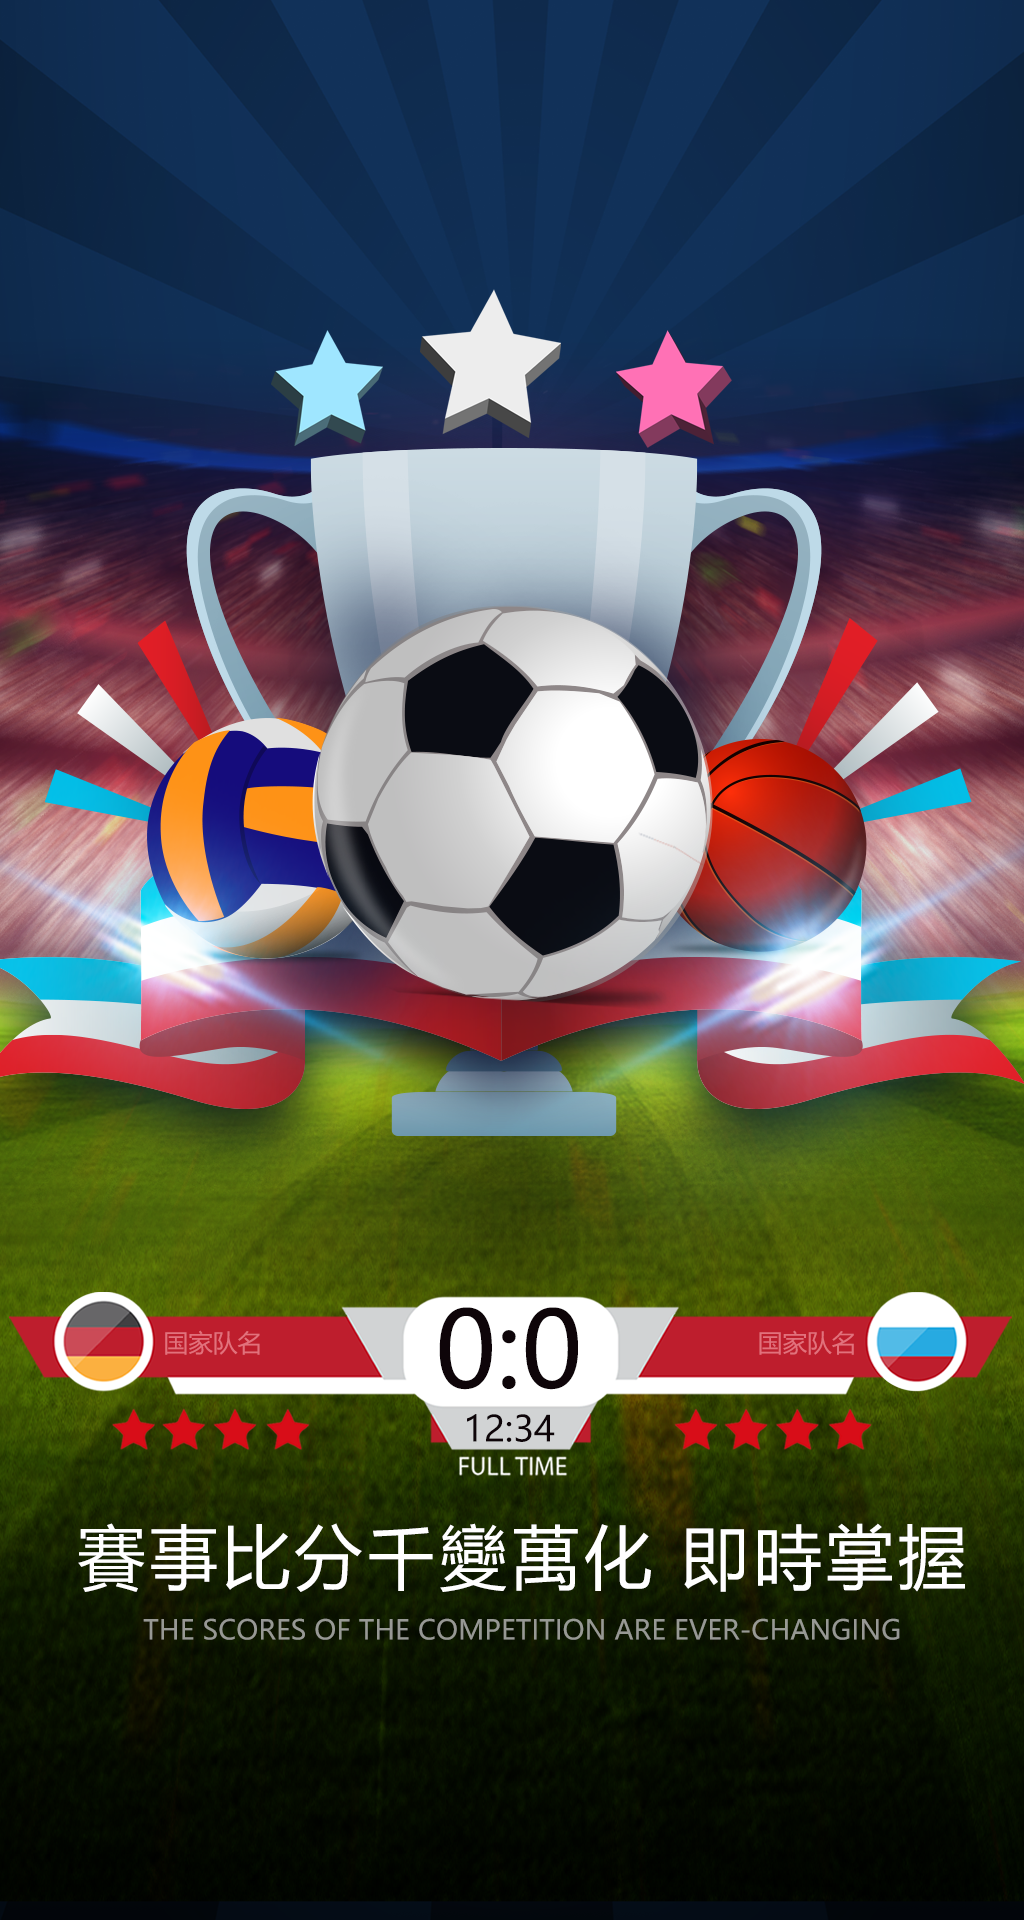 国家队名 0:0 国家队名
12:34
FULL TIME
賽事比分千變萬化 即時掌握
THE SCORES OF THE COMPETITION ARE EVER-CHANGING